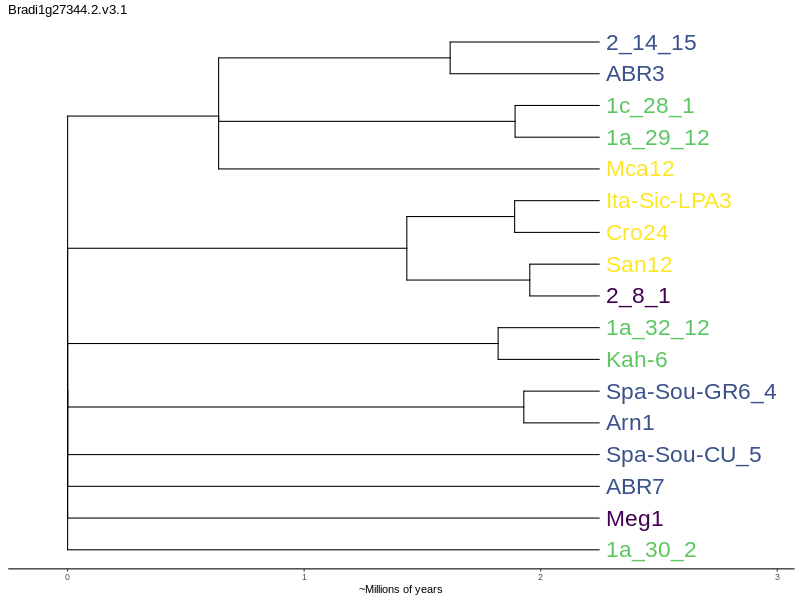 Bradi1g27344.2.v3.1
2_14_15
ABR3
1c_28_1
1a_29_12
Mca12
Ita-Sic-LPA3
Cro24
San12
2_8_1
1a_32_12
Kah-6
Spa-Sou-GR6_4
Arn1
Spa-Sou-CU_5
ABR7
Meg1
1a_30_2
0 1 2 3
~Millions of years